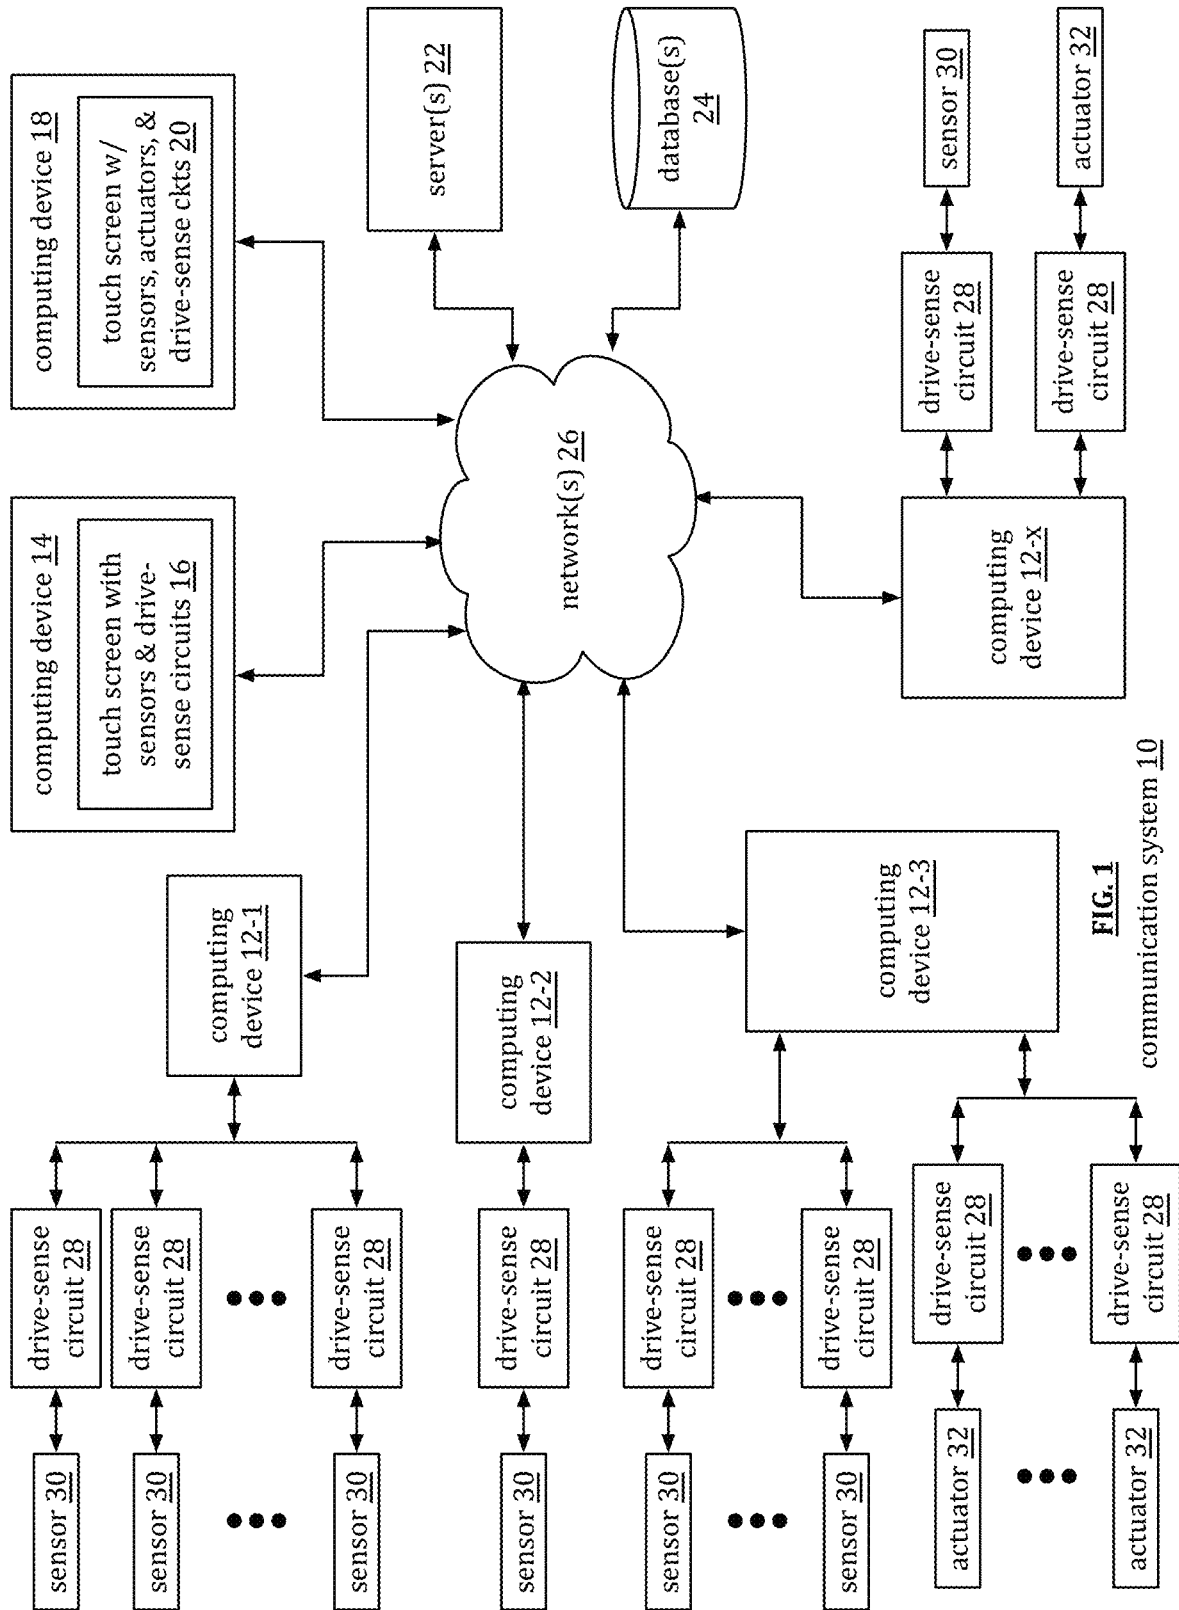 sensor 30
drive-sense
circuit 28
sensor 30
drive-sense
circuit 28
sensor 30
drive-sense
circuit 28
computing
device 12-1
computing device 14
touch screen with
sensors & drive-
sense circuits 16
computing device 18
touch screen w/
sensors, actuators, &
drive-sense ckts 20
sensor 30
drive-sense
circuit 28
computing
device 12-2
network(s) 26
server(s) 22
database(s)
24
sensor 30
drive-sense
circuit 28
sensor 30
drive-sense
circuit 28
computing
device 12-3
actuator 32
drive-sense
circuit 28
actuator 32
drive-sense
circuit 28
computing
device 12-x
drive-sense
circuit 28
sensor 30
drive-sense
circuit 28
actuator 32
FIG. 1
communication system 10